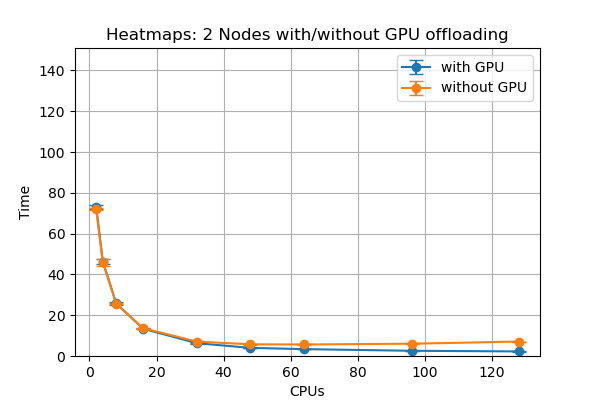 Heatmaps: 2 Nodes with/without GPU offloading
with GPU
without GPU
140
120
100
80
60
40
20
0
Time
0 20 40 60 80 100 120
CPUs